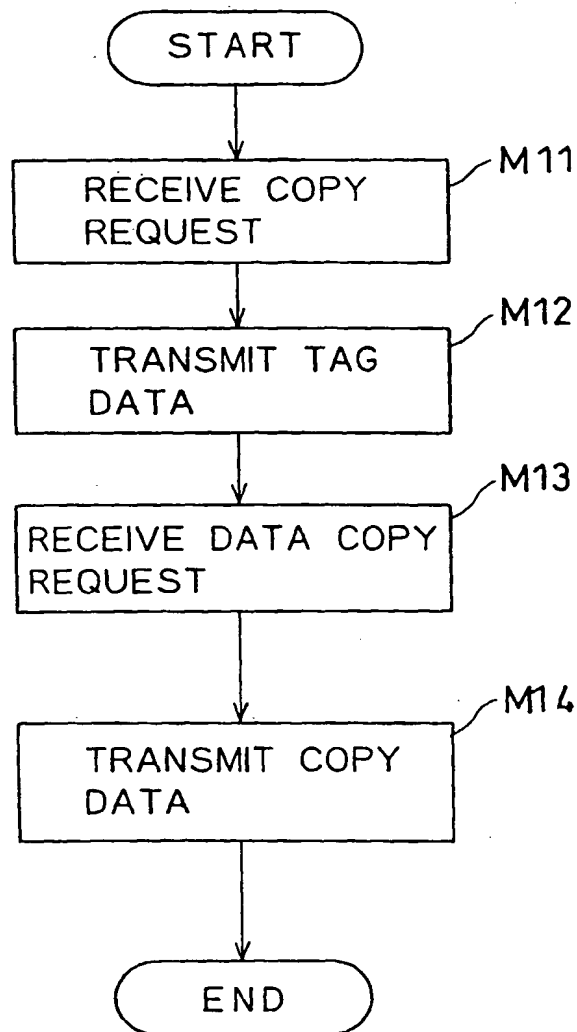 START
M11
RECEIVE COPY
REQUEST
M12
TRANSMIT TAG
DATA
M13
RECEIVE DATA COPY
REQUEST
M14
TRANSMIT COPY
DATA
END